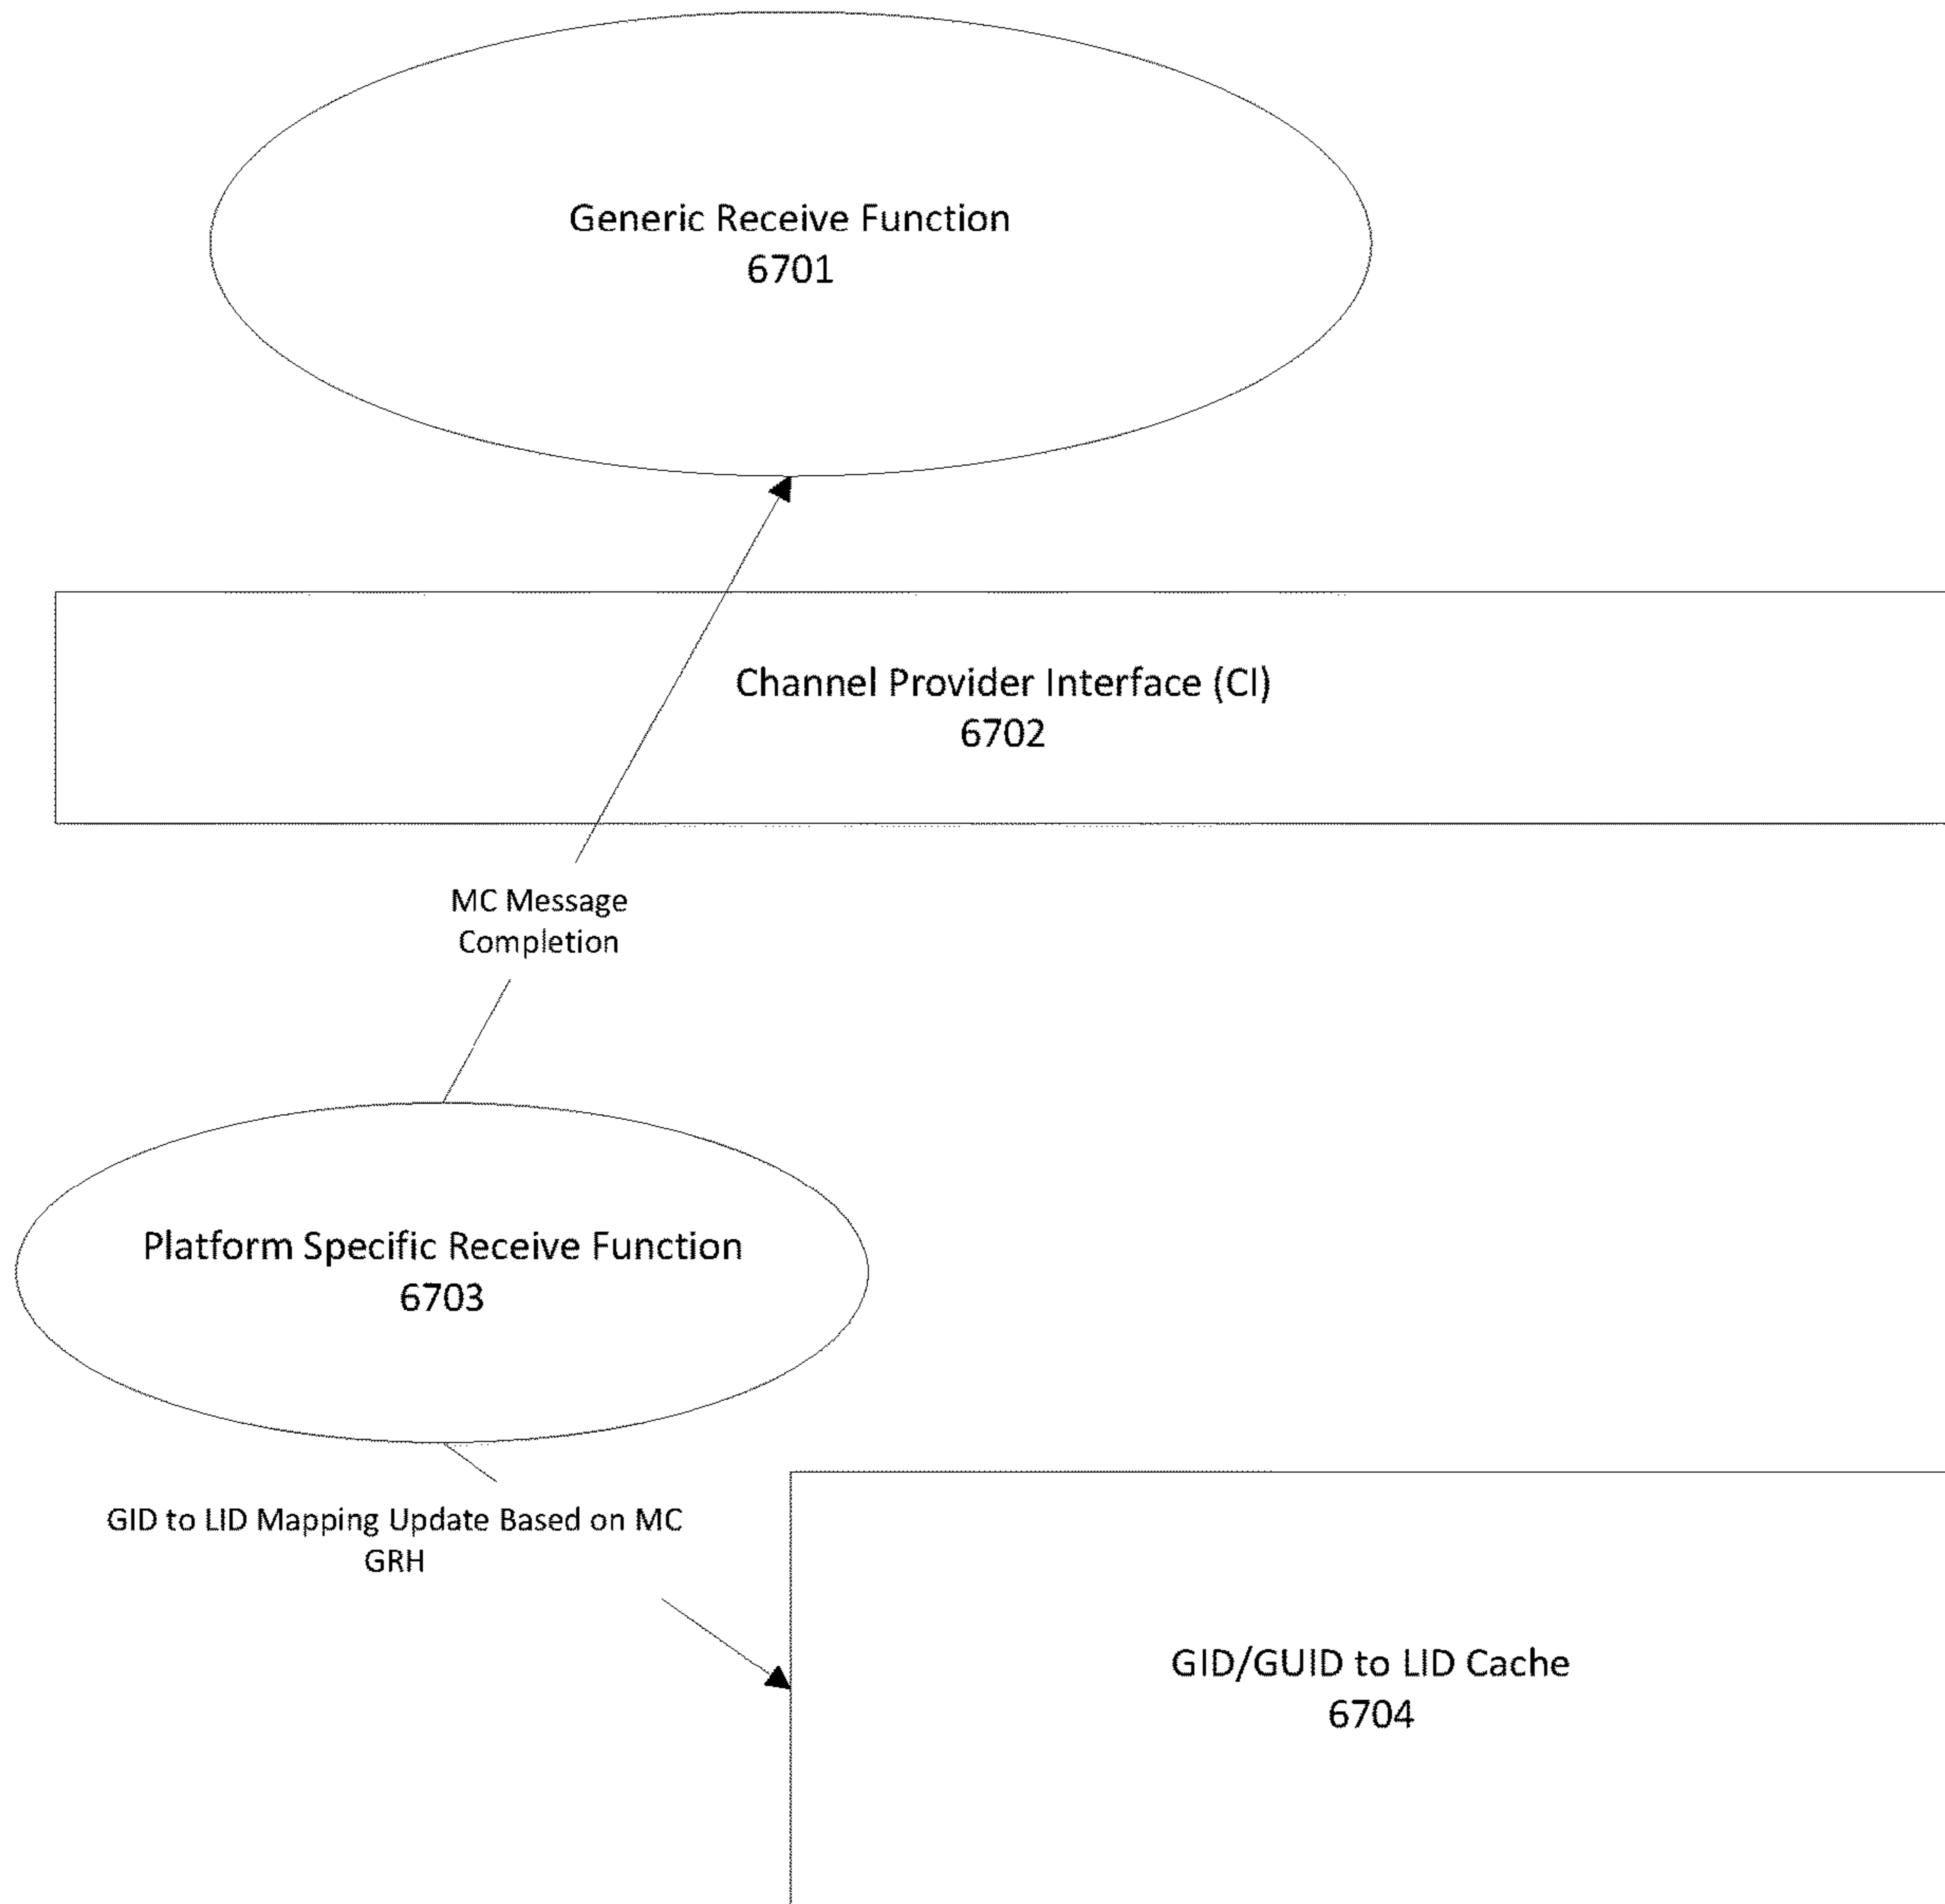 Generic Receive Function
6701
Channel Provider Interface (CI)
6702
MC Message
Completion
Platform Specific Receive Function
6703
GID to LID Mapping Update Based on MC
GRH
GID/GUID to LID Cache
6704